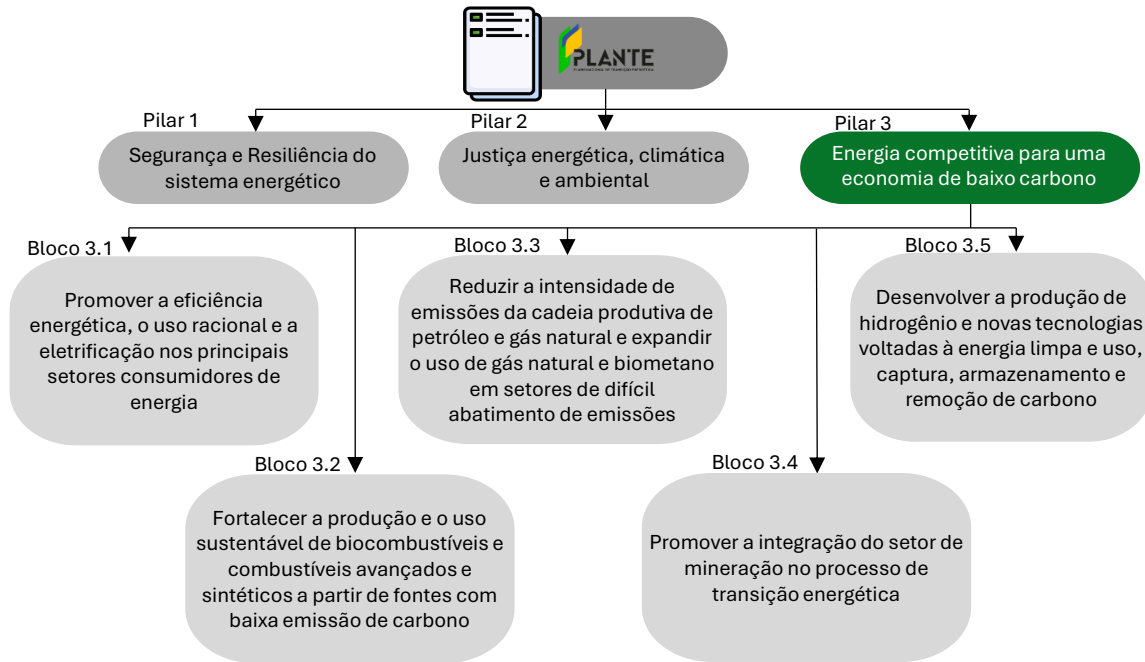 PLANTE
PLANO NACIONAL DE TRANSIÇÃO ENERGÉTICA
Pilar 1
Segurança e Resiliência do
sistema energético
Pilar 2
Justiça energética, climática
e ambiental
Pilar 3
Energia competitiva para uma
economia de baixo carbono
Bloco 3.1
Promover a eficiência
energética, o uso racional e a
eletrificação nos principais
setores consumidores de
energia
Bloco 3.3
Reduzir a intensidade de
emissões da cadeia produtiva de
petróleo e gás natural e expandir
o uso de gás natural e biometano
em setores de difícil
abatimento de emissões
Bloco 3.5
Desenvolver a produção de
hidrogênio e novas tecnologias
voltadas à energia limpa e uso,
captura, armazenamento e
remoção de carbono
Bloco 3.2
Fortalecer a produção e o uso
sustentável de biocombustíveis e
combustíveis avançados e
sintéticos a partir de fontes com
baixa emissão de carbono
Bloco 3.4
Promover a integração do setor de
mineração no processo de
transição energética